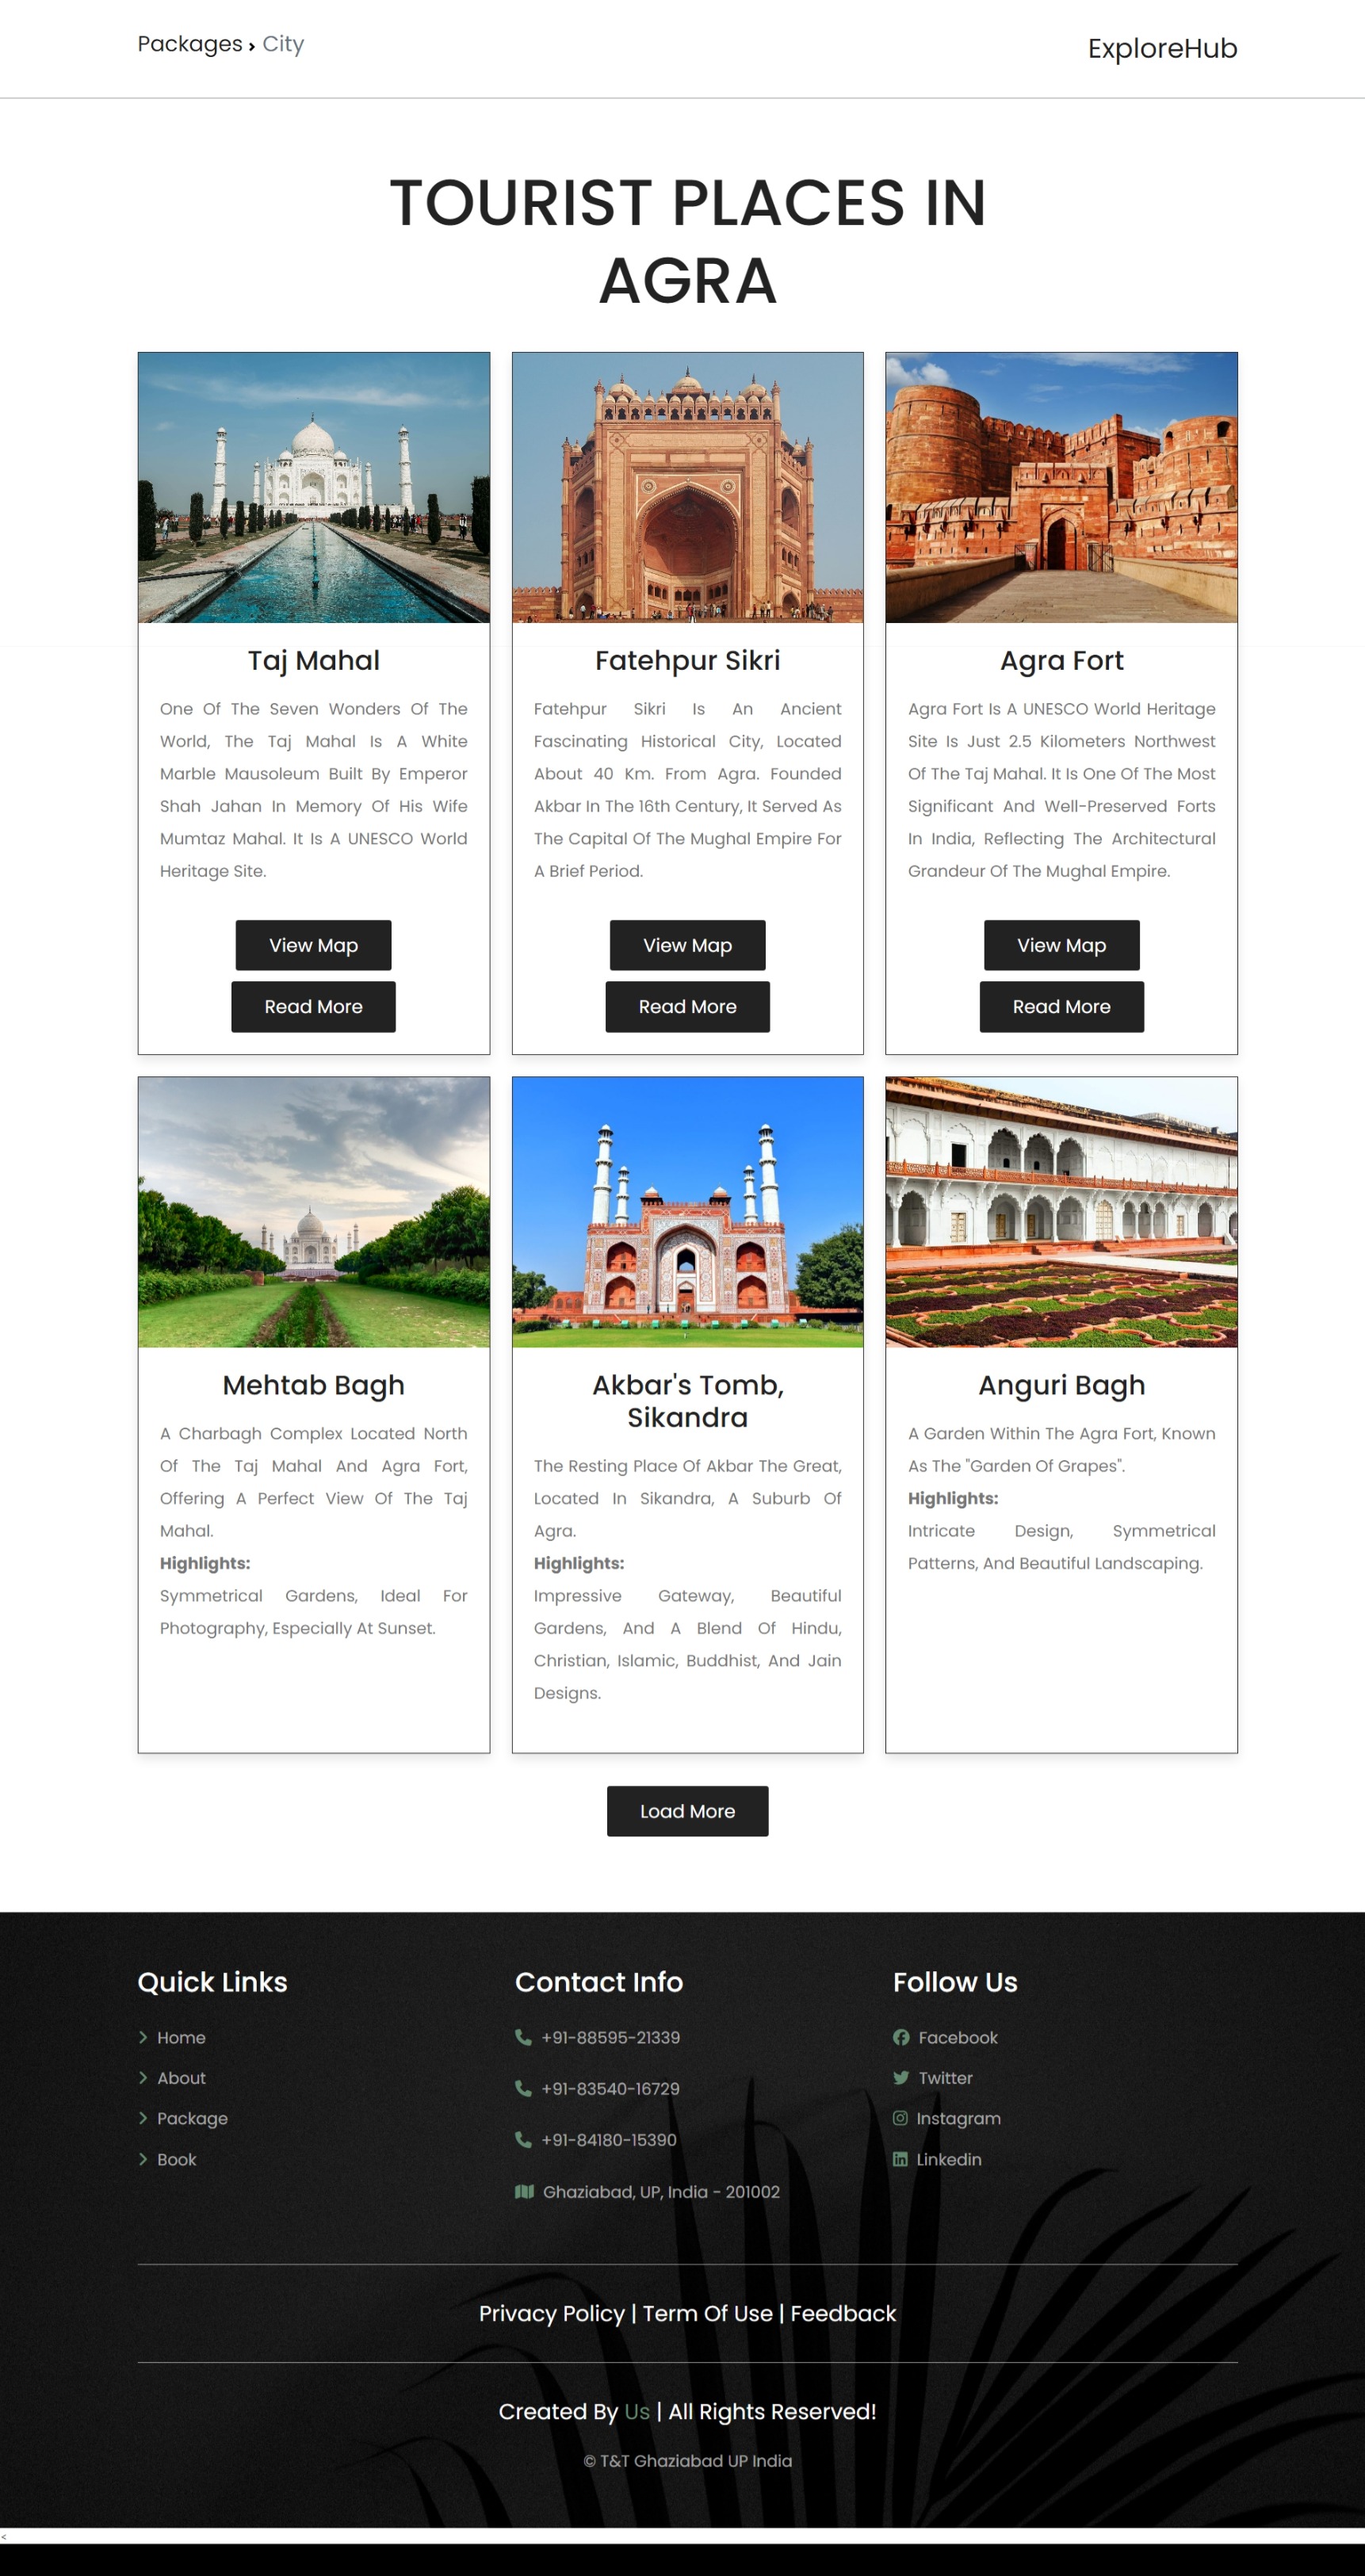 Packages › City
ExploreHub
TOURIST PLACES IN
AGRA
Taj Mahal
One Of The Seven Wonders Of The
World, The Taj Mahal Is A White
Marble Mausoleum Built By Emperor
Shah Jahan In Memory Of His Wife
Mumtaz Mahal. It Is A UNESCO World
Heritage Site.
View Map
Read More
Fatehpur Sikri
Fatehpur Sikri Is An Ancient
Fascinating Historical City, Located
About 40 Km. From Agra. Founded
Akbar In The 16th Century, It Served As
The Capital Of The Mughal Empire For
A Brief Period.
View Map
Read More
Agra Fort
Agra Fort Is A UNESCO World Heritage
Site Is Just 2.5 Kilometers Northwest
Of The Taj Mahal. It Is One Of The Most
Significant And Well-Preserved Forts
In India, Reflecting The Architectural
Grandeur Of The Mughal Empire.
View Map
Read More
Mehtab Bagh
A Charbagh Complex Located North
Of The Taj Mahal And Agra Fort,
Offering A Perfect View Of The Taj
Mahal.
Highlights:
Symmetrical Gardens, Ideal For
Photography, Especially At Sunset.
Akbar's Tomb,
Sikandra
The Resting Place Of Akbar The Great,
Located In Sikandra, A Suburb Of
Agra.
Highlights:
Impressive Gateway, Beautiful
Gardens, And A Blend Of Hindu,
Christian, Islamic, Buddhist, And Jain
Designs.
Anguri Bagh
A Garden Within The Agra Fort, Known
As The "Garden Of Grapes".
Highlights:
Intricate Design, Symmetrical
Patterns, And Beautiful Landscaping.
Load More
Quick Links
Home
About
Package
Book
Contact Info
+91-88595-21339
+91-83540-16729
+91-84180-15390
Ghaziabad, UP, India - 201002
Follow Us
Facebook
Twitter
Instagram
Linkedin
Privacy Policy | Term Of Use | Feedback
Created By Us | All Rights Reserved!
© T&T Ghaziabad UP India
<